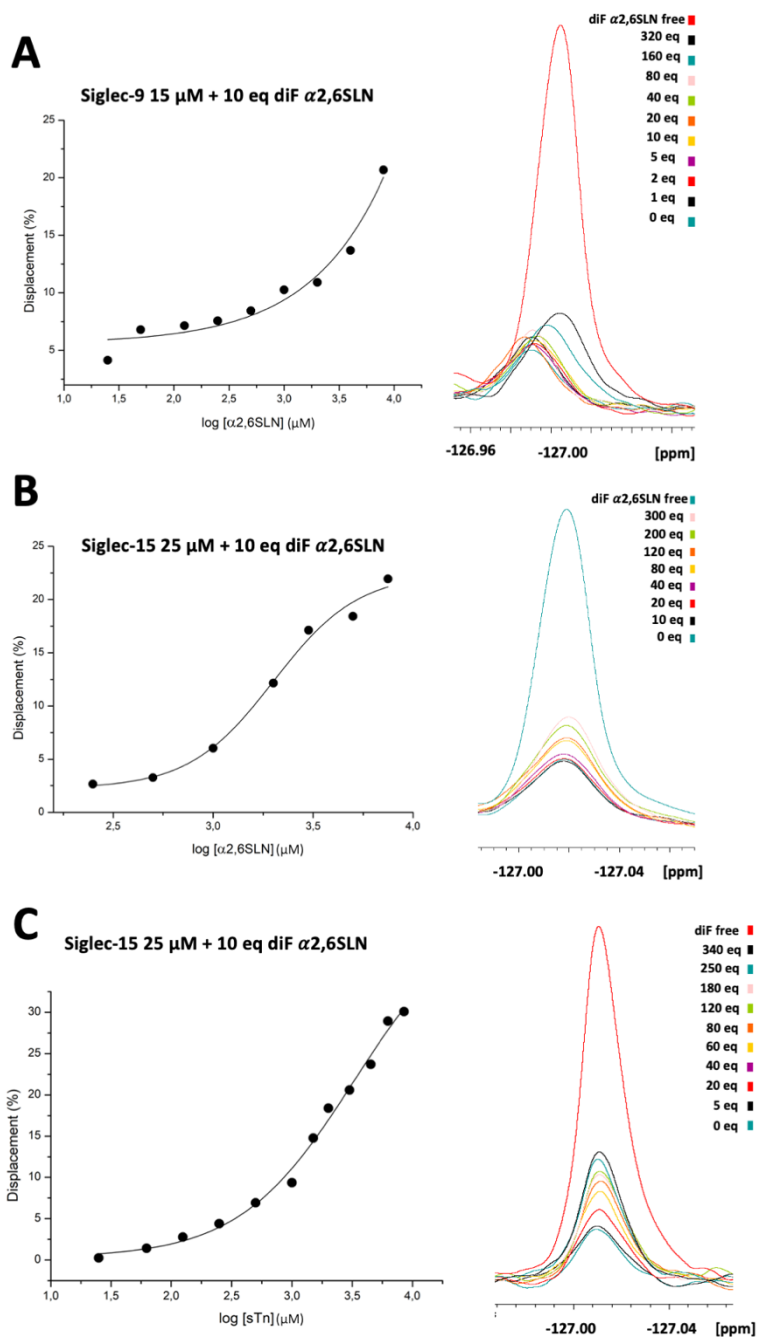 A
Siglec-9 15 µM + 10 eq diF α2,6SLN
Displacement (%)
25
20
15
10
5
1,0 1,5 2,0 2,5 3,0 3,5 4,0
log [α2,6SLN] (µM)
diF α2,6SLN free
320 eq
160 eq
80 eq
40 eq
20 eq
10 eq
5 eq
2 eq
1 eq
0 eq
-126.96 -127.00 [ppm]
B
Siglec-15 25 µM + 10 eq diF α2,6SLN
Displacement (%)
25
20
15
10
5
0
2,5 3,0 3,5 4,0
log [α2,6SLN] (µM)
diF α2,6SLN free
300 eq
200 eq
120 eq
80 eq
40 eq
20 eq
10 eq
0 eq
-127.00 -127.04 [ppm]
C
Siglec-15 25 µM + 10 eq diF α2,6SLN
Displacement (%)
30
25
20
15
10
5
0
1,0 1,5 2,0 2,5 3,0 3,5 4,0
log [sTn] (µM)
diF free
340 eq
250 eq
180 eq
120 eq
80 eq
60 eq
40 eq
20 eq
5 eq
0 eq
-127.00 -127.04 [ppm]